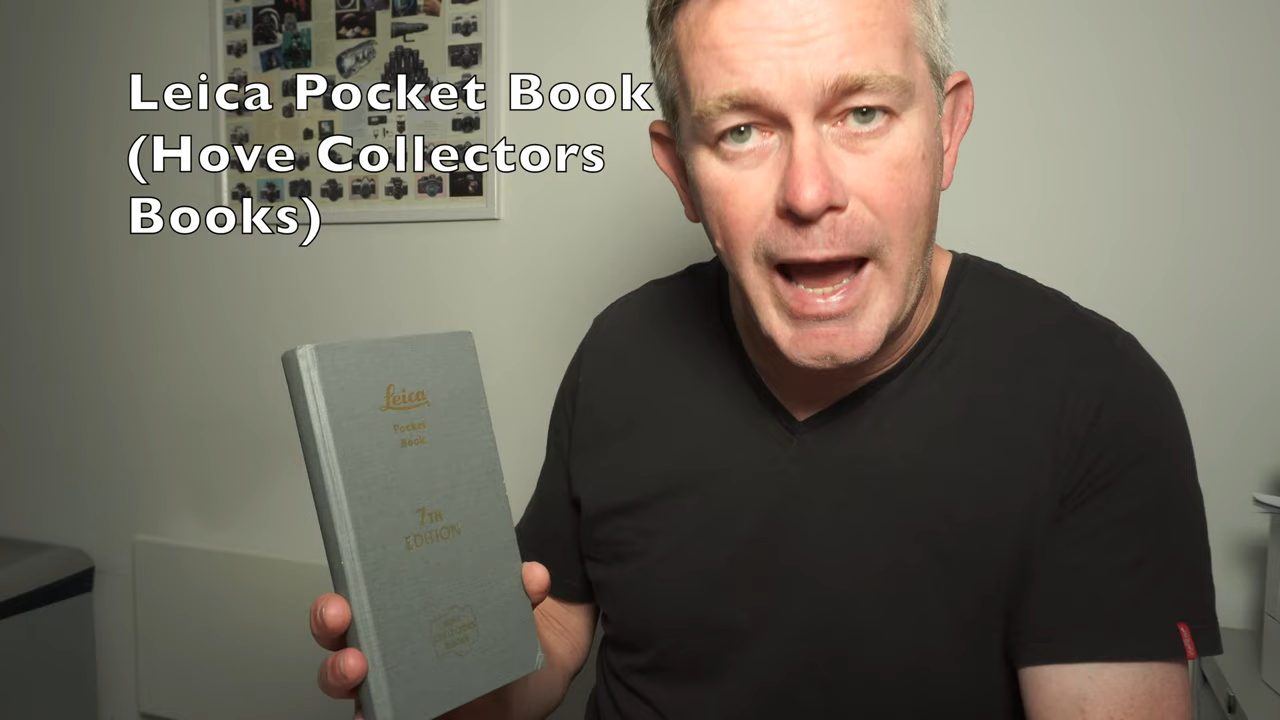 Leica Pocket Book
(Hove Collectors
Books)
Leica
Pocket
Book
7TH
EDITION